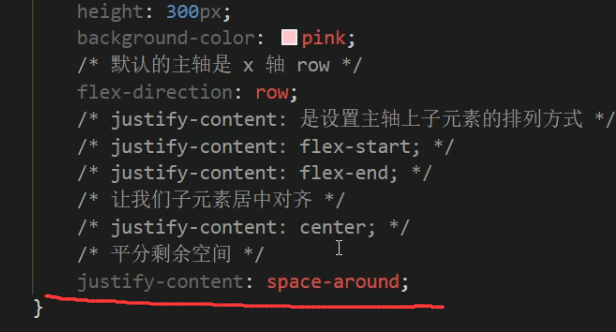 height: 300px;
background-color: pink;
/* 默认的主轴是 x 轴 row */
flex-direction: row;
/* justify-content: 是设置主轴上子元素的排列方式 */
/* justify-content: flex-start; */
/* justify-content: flex-end; */
/* 让我们子元素居中对齐 */
/* justify-content: center; */
/* 平分剩余空间 */
justify-content: space-around;
}